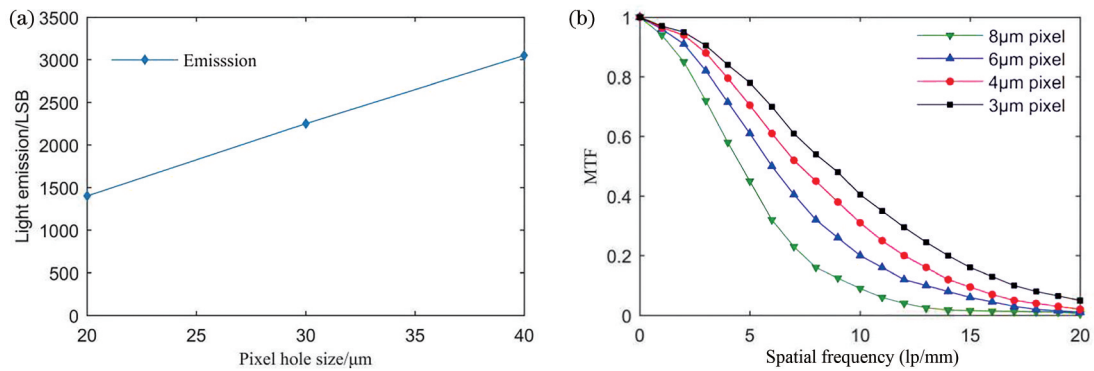 (a)
3500
3000
2500
2000
1500
1000
500
0
Light emission/LSB
Emisssion
20
25
30
35
40
Pixel hole size/μm
(b)
1
0.8
0.6
0.4
0.2
0
MTF
8μm pixel
6μm pixel
4μm pixel
3μm pixel
0
5
10
15
20
Spatial frequency (lp/mm)